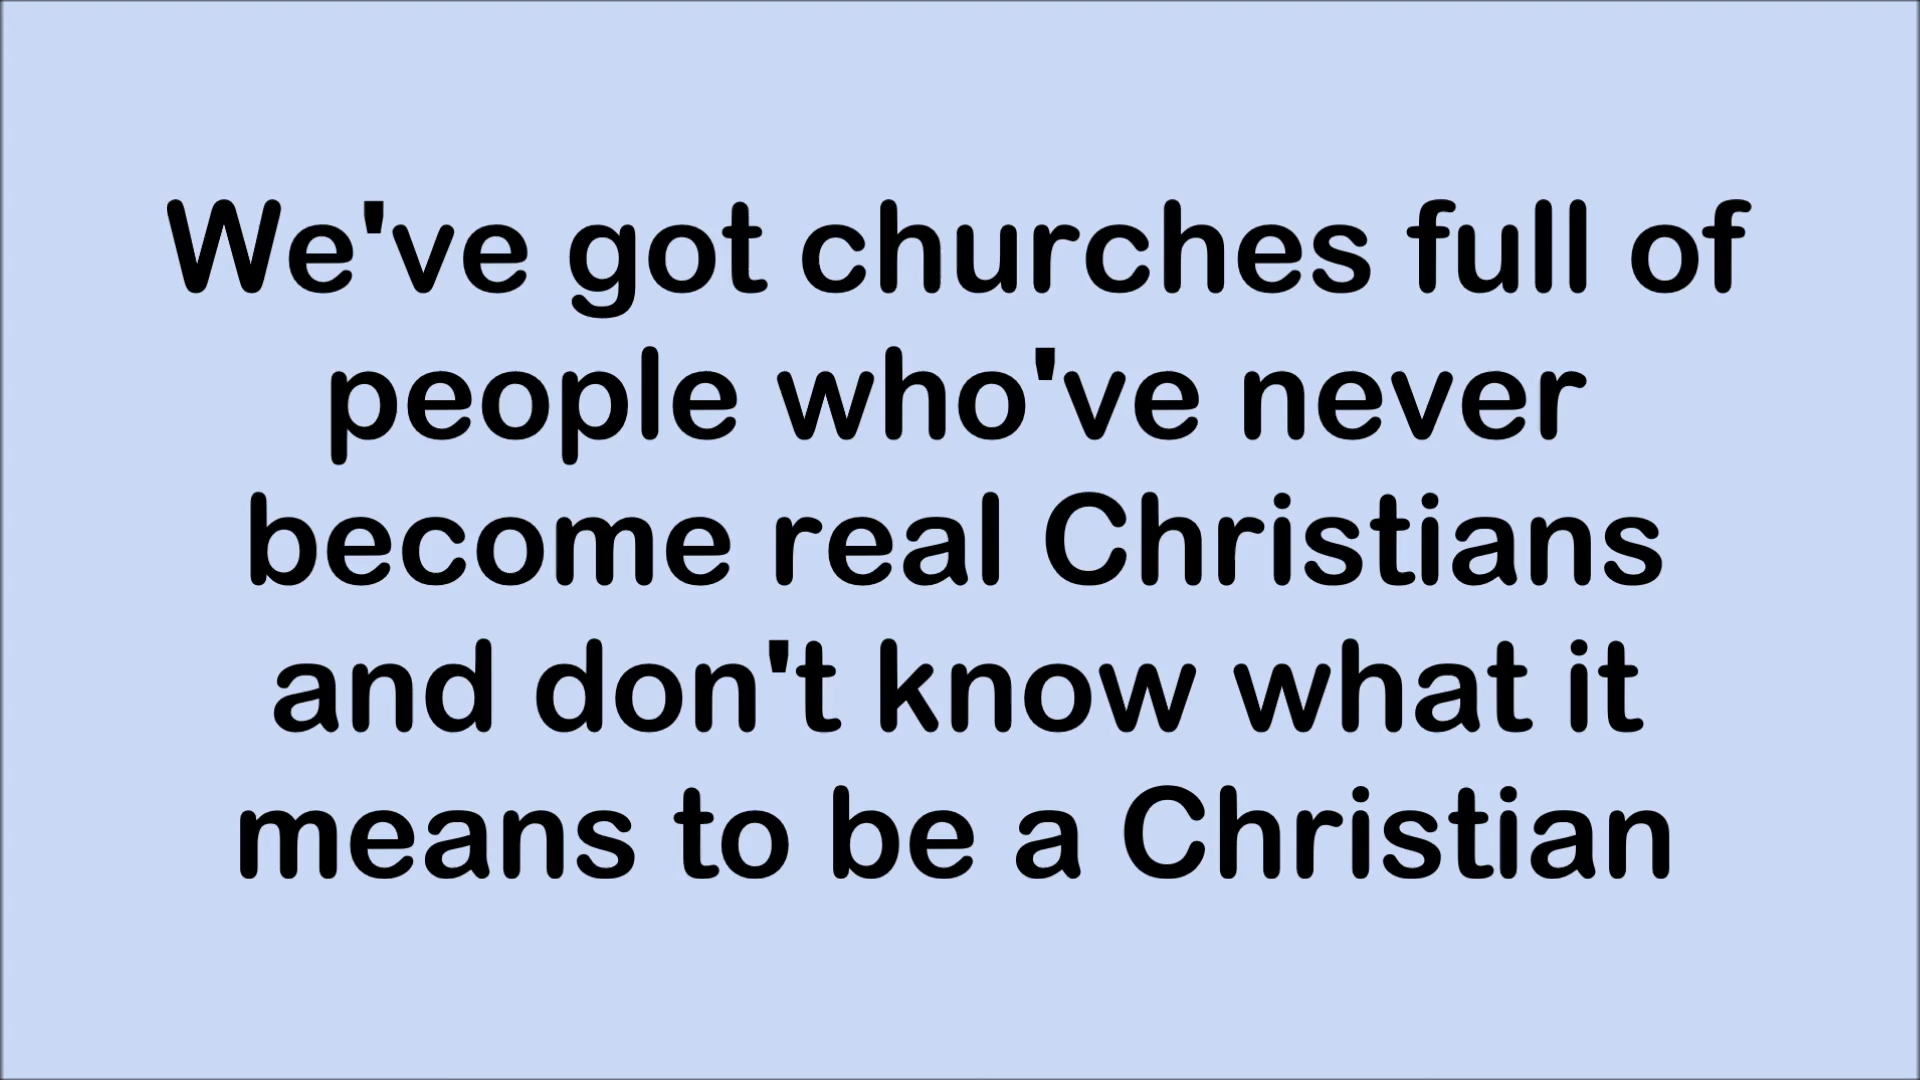 We've got churches full of
people who've never
become real Christians
and don't know what it
means to be a Christian